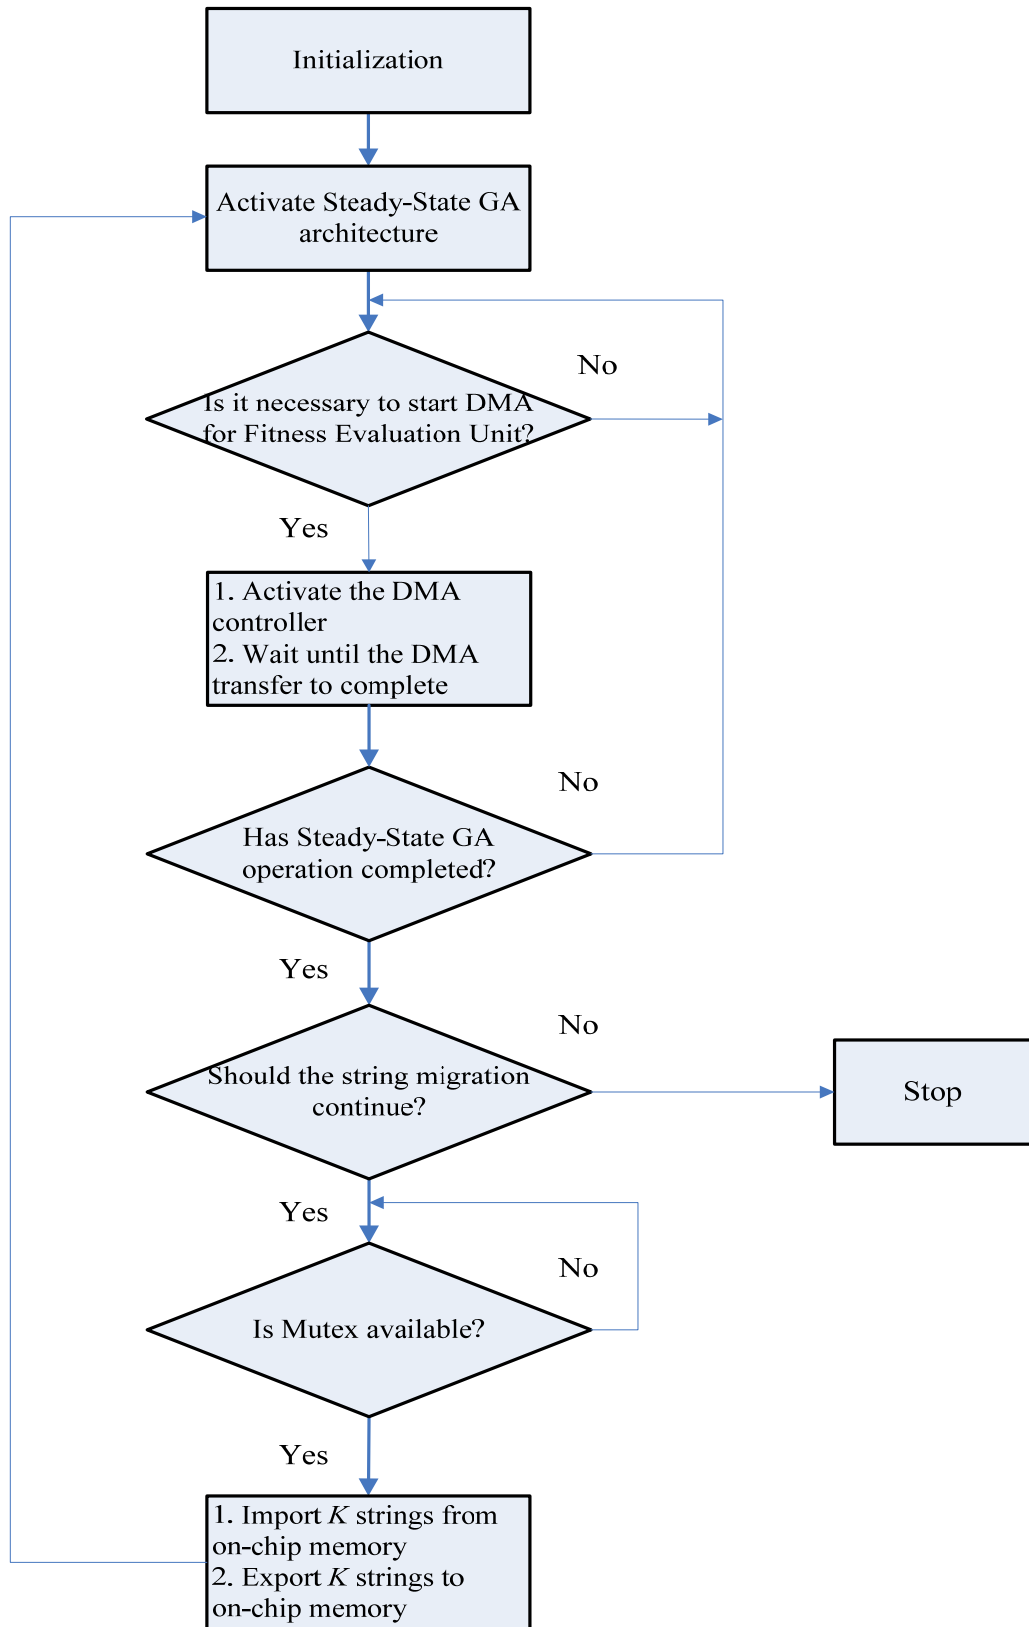 Initialization
Activate Steady-State GA
architecture
No
Is it necessary to start DMA
for Fitness Evaluation Unit?
Yes
1. Activate the DMA
controller
2. Wait until the DMA
transfer to complete
No
Has Steady-State GA
operation completed?
Yes
No
Should the string migration
continue?
Stop
Yes
No
Is Mutex available?
Yes
1. Import K strings from
on-chip memory
2. Export K strings to
on-chip memory